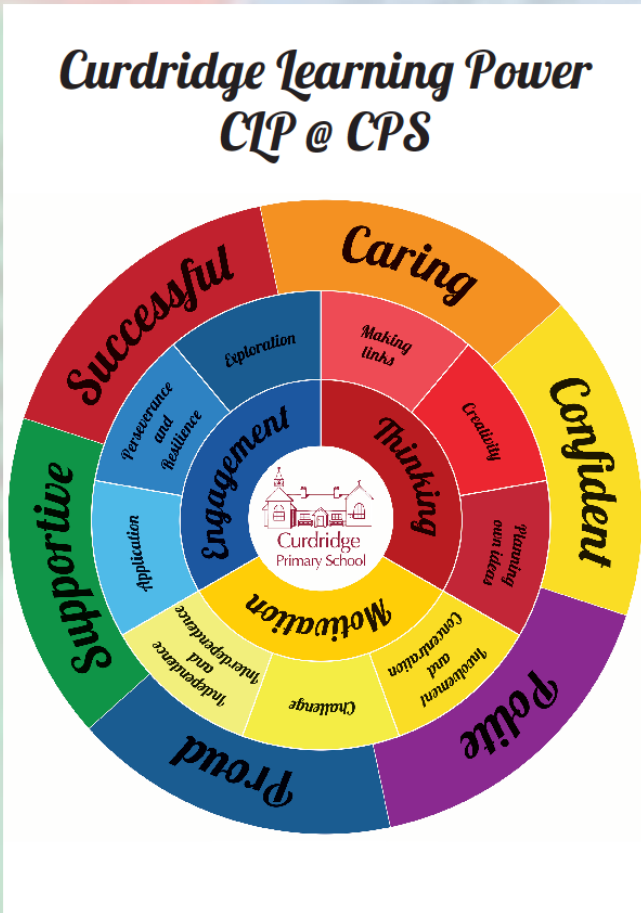 Curdridge Learning Power
CLP @ CPS
Caring
Confident
Polite
Proud
Supportive
Successful
Making
links
Creativity
Planning
own ideas
Involvement
and
Concentration
Challenge
Independence
and
Interdependence
Application
Perseverance
and
Resilience
Exploration
Thinking
Motivation
Engagement
Curdridge
Primary School